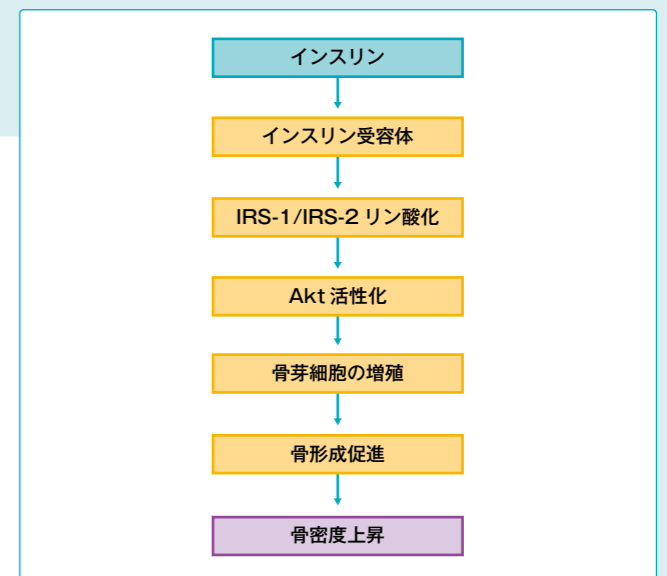 インスリン
インスリン受容体
IRS-1/IRS-2 リン酸化
Akt 活性化
骨芽細胞の増殖
骨形成促進
骨密度上昇